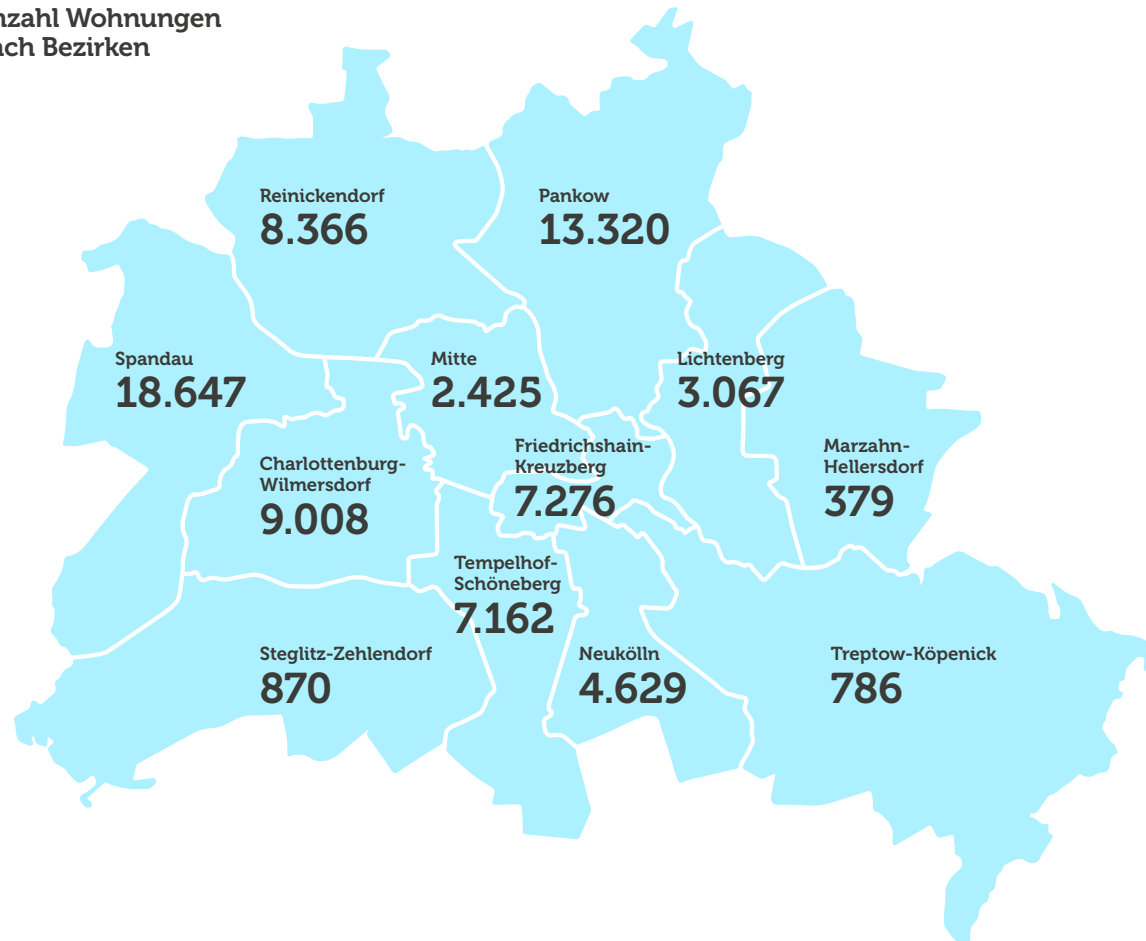 nzahl Wohnungen
ach Bezirken
Reinickendorf
8.366
Pankow
13.320
Spandau
18.647
Mitte
2.425
Lichtenberg
3.067
Charlottenburg-
Wilmersdorf
9.008
Friedrichshain-
Kreuzberg
7.276
Marzahn-
Hellersdorf
379
Tempelhof-
Schöneberg
7.162
Steglitz-Zehlendorf
870
Neukölln
4.629
Treptow-Köpenick
786